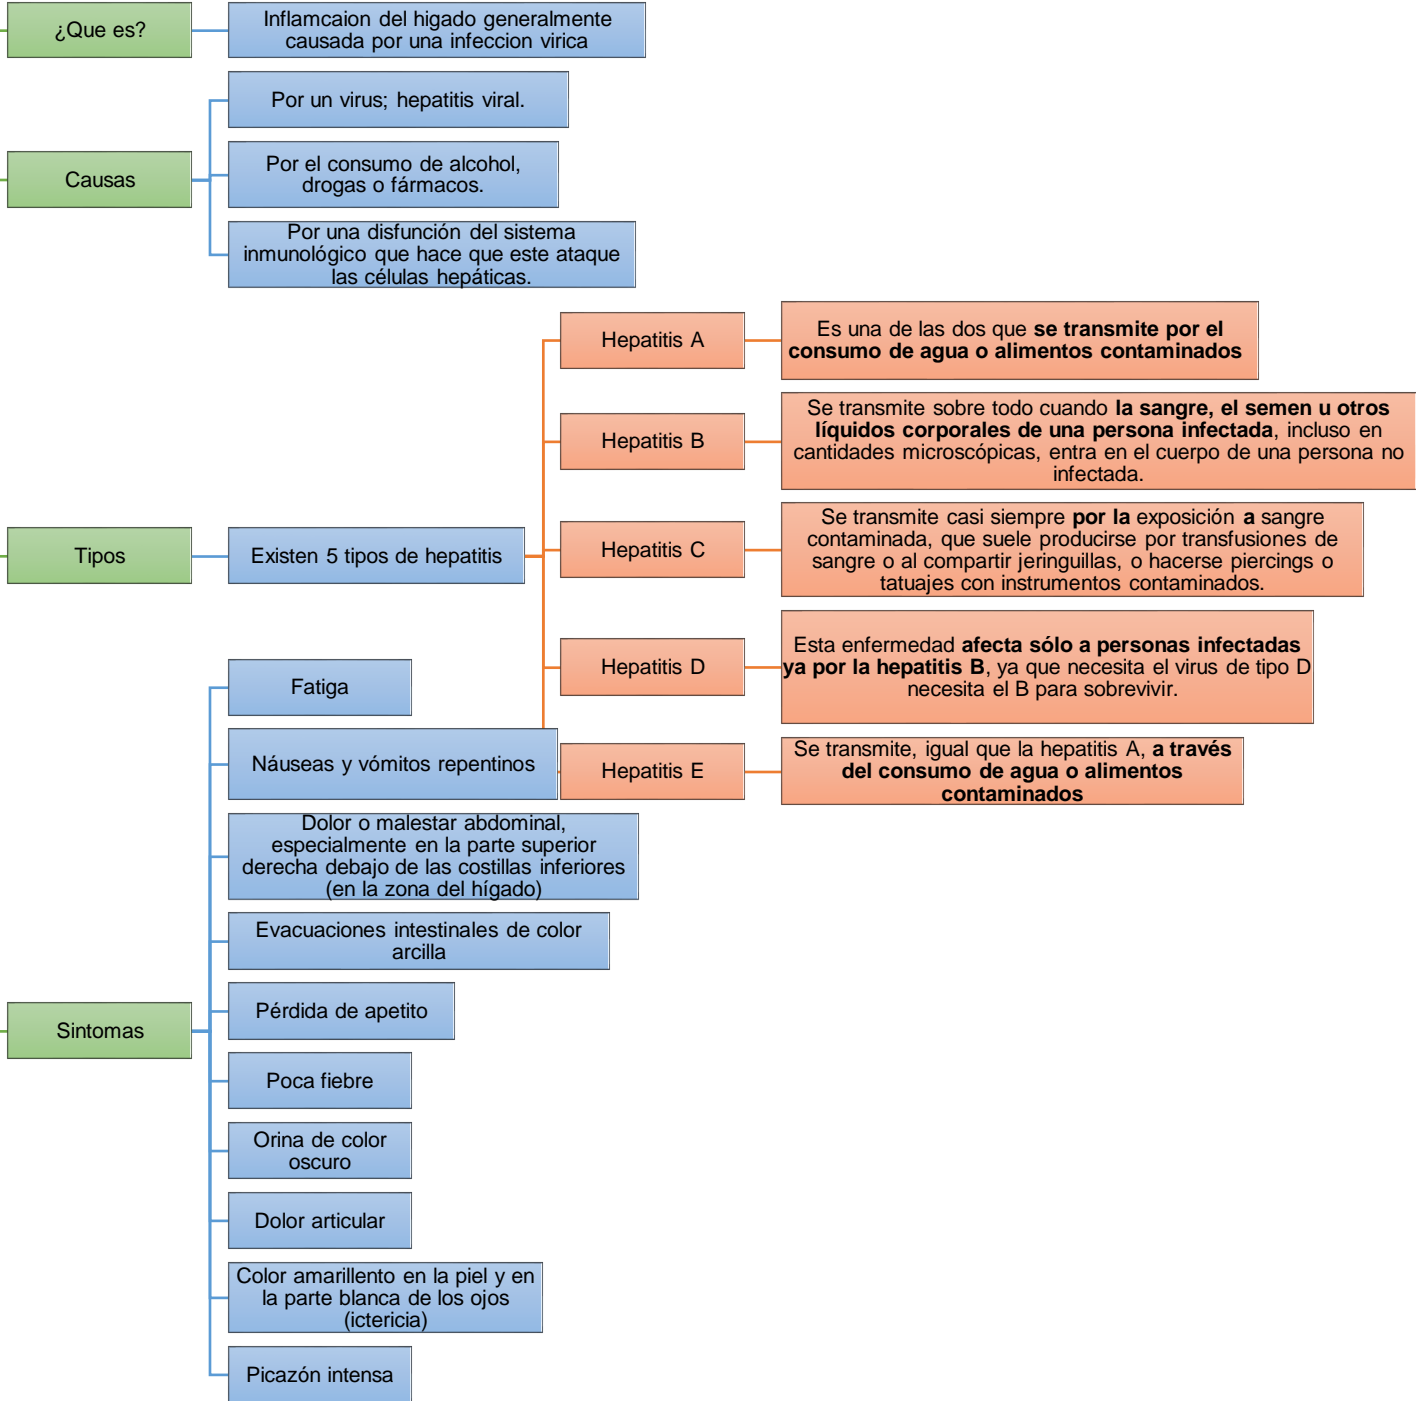 ¿Que es?
Inflamcaion del higado generalmente
causada por una infeccion virica
Causas
Por un virus; hepatitis viral.
Por el consumo de alcohol,
drogas o fármacos.
Por una disfunción del sistema
inmunológico que hace que este ataque
las células hepáticas.
Tipos
Existen 5 tipos de hepatitis
Hepatitis A
Es una de las dos que se transmite por el
consumo de agua o alimentos contaminados
Hepatitis B
Se transmite sobre todo cuando la sangre, el semen u otros
líquidos corporales de una persona infectada, incluso en
cantidades microscópicas, entra en el cuerpo de una persona no
infectada.
Hepatitis C
Se transmite casi siempre por la exposición a sangre
contaminada, que suele producirse por transfusiones de
sangre o al compartir jeringuillas, o hacerse piercings o
tatuajes con instrumentos contaminados.
Hepatitis D
Esta enfermedad afecta sólo a personas infectadas
ya por la hepatitis B, ya que necesita el virus de tipo D
necesita el B para sobrevivir.
Hepatitis E
Se transmite, igual que la hepatitis A, a través
del consumo de agua o alimentos
contaminados
Sintomas
Fatiga
Náuseas y vómitos repentinos
Dolor o malestar abdominal,
especialmente en la parte superior
derecha debajo de las costillas inferiores
(en la zona del hígado)
Evacuaciones intestinales de color
arcilla
Pérdida de apetito
Poca fiebre
Orina de color
oscuro
Dolor articular
Color amarillento en la piel y en
la parte blanca de los ojos
(ictericia)
Picazón intensa